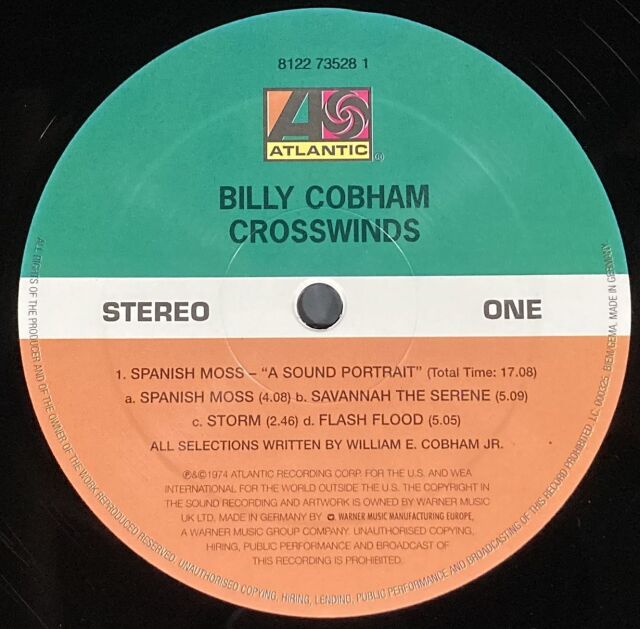 8122 73528 1
ATLANTIC
®
BILLY COBHAM
CROSSWINDS
STEREO
ONE
1. SPANISH MOSS – “A SOUND PORTRAIT” (Total Time: 17.08)
a. SPANISH MOSS (4.08) b. SAVANNAH THE SERENE (5.09)
c. STORM (2.46) d. FLASH FLOOD (5.05)
ALL SELECTIONS WRITTEN BY WILLIAM E. COBHAM JR.
℗&©1974 ATLANTIC RECORDING CORP. FOR THE U.S. AND WEA
INTERNATIONAL FOR THE WORLD OUTSIDE THE U.S. THE COPYRIGHT IN
THE SOUND RECORDING AND ARTWORK IS OWNED BY WARNER MUSIC
UK LTD. MADE IN GERMANY BY WARNER MUSIC MANUFACTURING EUROPE,
A WARNER MUSIC GROUP COMPANY. UNAUTHORISED COPYING,
HIRING, PUBLIC PERFORMANCE AND BROADCAST OF
THIS RECORDING IS PROHIBITED.
ALL RIGHTS OF THE PRODUCER AND OF THE OWNER OF THE WORK REPRODUCED RESERVED. UNAUTHORISED COPYING, HIRING, LENDING, PUBLIC PERFORMANCE AND BROADCASTING OF THIS RECORD PROHIBITED. LC 000325. BIEM/GEMA. MADE IN GERMANY